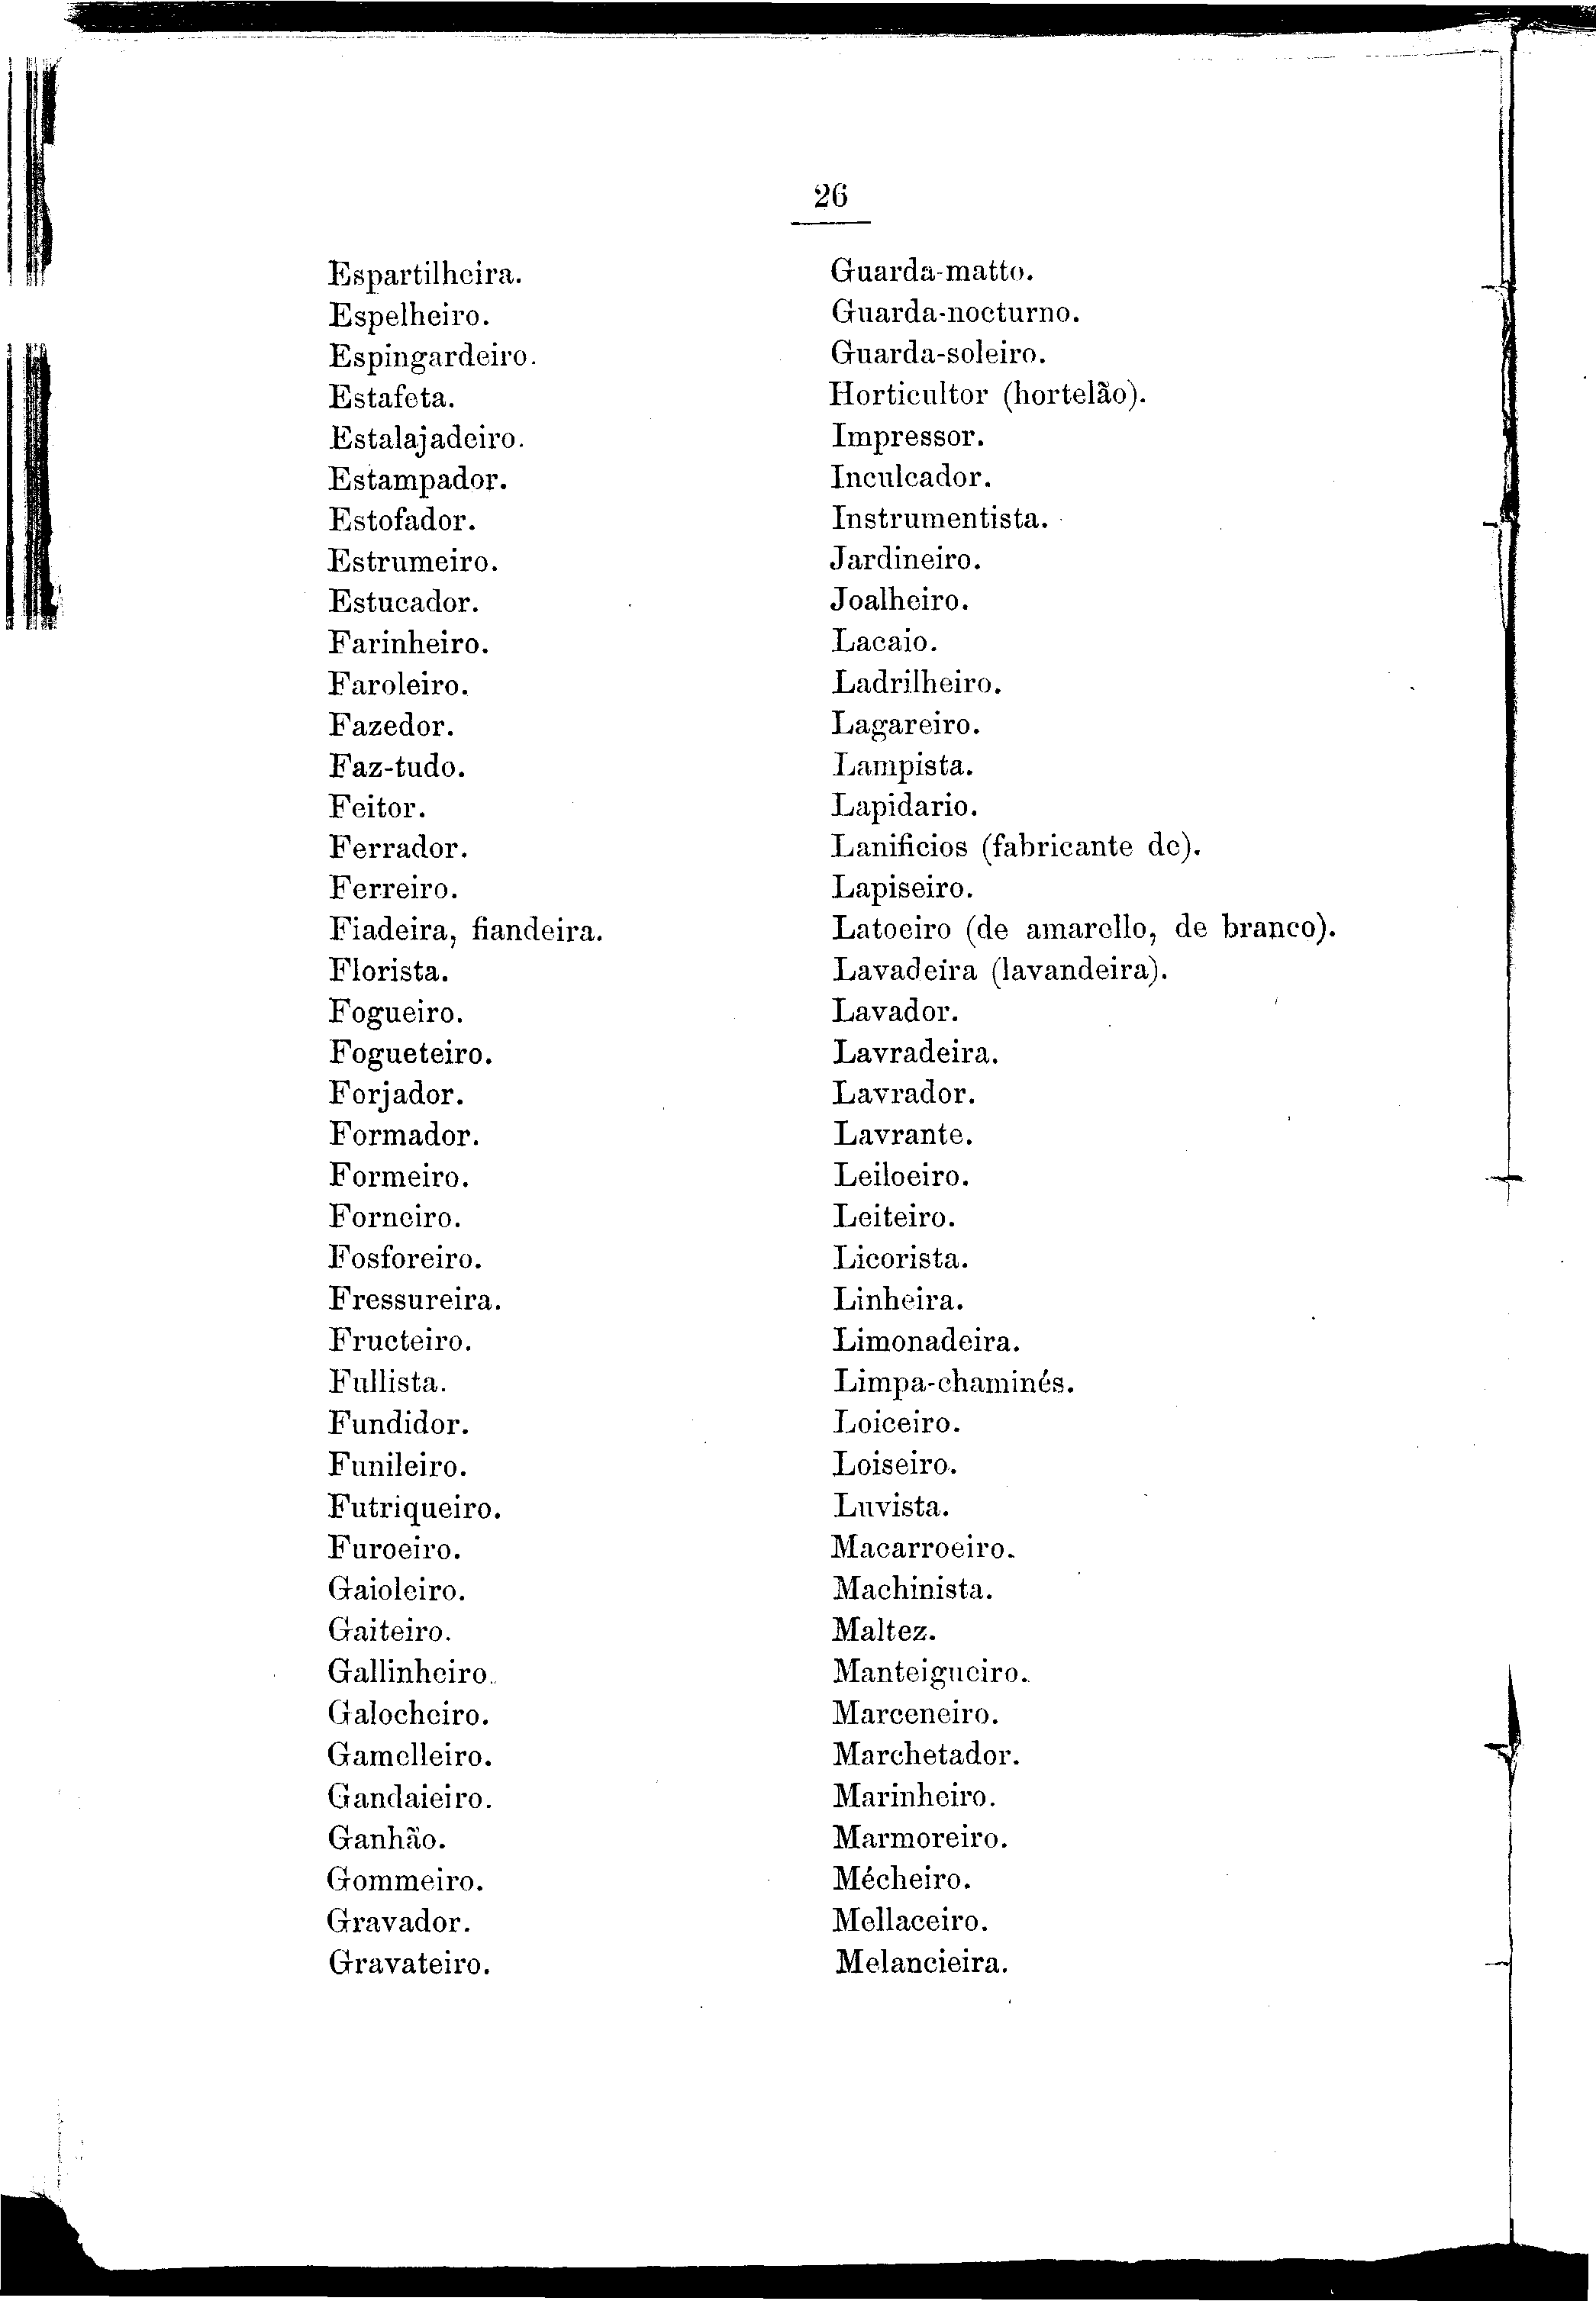 26
Espartilheira.
Espelheiro.
Espingardeiro.
Estafeta.
Estalajadeiro.
Estampador.
Estofador.
Estrumeiro.
Estucador.
Farinheiro.
Faroleiro.
Fazedor.
Faz-tudo.
Feitor.
Ferrador.
Ferreiro.
Fiadeira, fiandeira.
Florista.
Fogueiro.
Fogueteiro.
Forjador.
Formador.
Formeiro.
Forneiro.
Fosforeiro.
Fressureira.
Fructeiro.
Fullista.
Fundidor.
Funileiro.
Futriqueiro.
Furoeiro.
Gaioleiro.
Gaiteiro.
Gallinheiro.
Galocheiro.
Gamelleiro.
Gandaieiro.
Ganhão.
Gommeiro.
Gravador.
Gravateiro.
Guarda-matto.
Guarda-nocturno.
Guarda-soleiro.
Horticultor (hortelão).
Impressor.
Inculcador.
Instrumentista.
Jardineiro.
Joalheiro.
Lacaio.
Ladrilheiro.
Lagareiro.
Lampista.
Lapidario.
Lanificios (fabricante de).
Lapiseiro.
Latoeiro (de amarello, de branco).
Lavadeira (lavandeira).
Lavador.
Lavradeira.
Lavrador.
Lavrante.
Leiloeiro.
Leiteiro.
Licorista.
Linheira.
Limonadeira.
Limpa-chaminés.
Loiceiro.
Loiseiro.
Luvista.
Macarroeiro.
Machinista.
Maltez.
Manteigueiro.
Marceneiro.
Marchetador.
Marinheiro.
Marmoreiro.
Mécheiro.
Mellaceiro.
Melancieira.